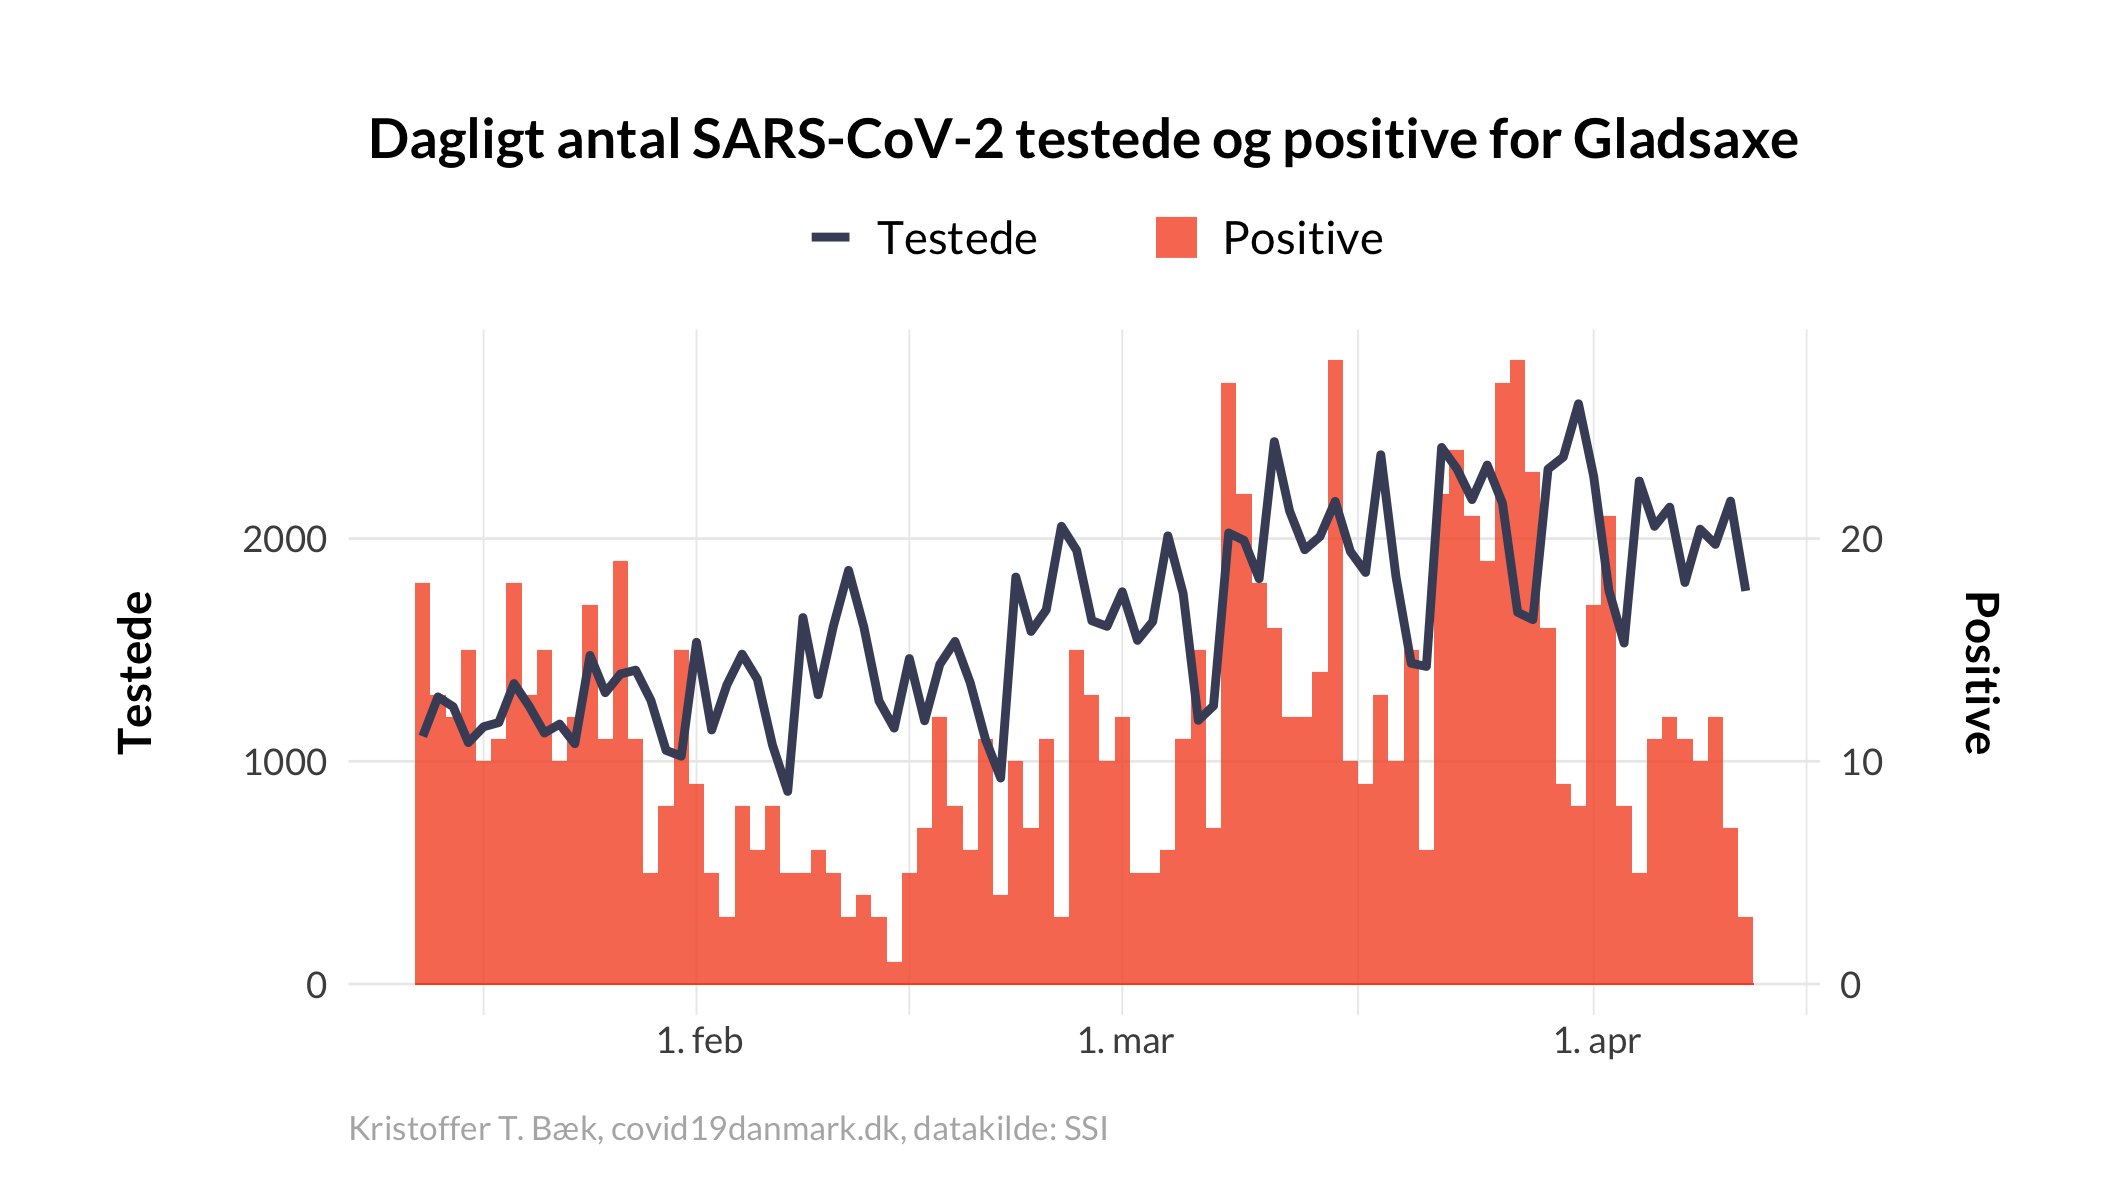 Dagligt antal SARS-CoV-2 testede og positive for Gladsaxe
Testede
Positive
2000
1000
0
20
10
0
Testede
Positive
1. feb
1. mar
1. apr
Kristoffer T. Bæk, covid19danmark.dk, datakilde: SSI